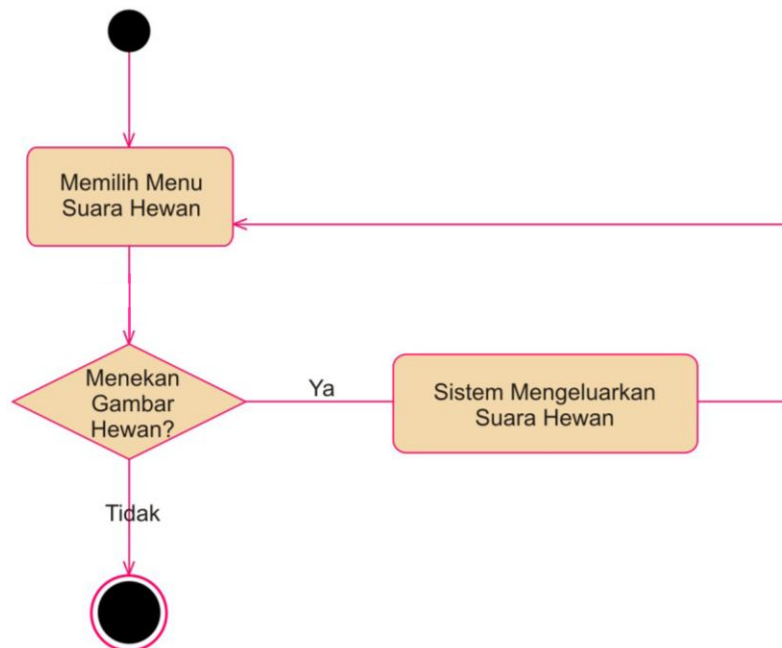 Memilih Menu
Suara Hewan
Menekan
Gambar
Hewan?
Ya
Sistem Mengeluarkan
Suara Hewan
Tidak